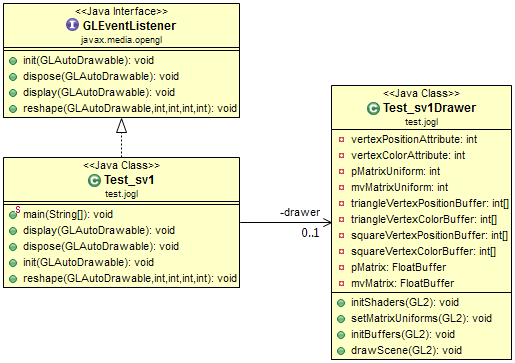 <<Java Interface>>
I GLEventListener
javax.media.opengl
init(GLAutoDrawable): void
dispose(GLAutoDrawable): void
display(GLAutoDrawable): void
reshape(GLAutoDrawable,int,int,int,int): void
<<Java Class>>
C Test_sv1
test.jogl
S main(String[]): void
display(GLAutoDrawable): void
dispose(GLAutoDrawable): void
init(GLAutoDrawable): void
reshape(GLAutoDrawable,int,int,int,int): void
-drawer
0..1
<<Java Class>>
C Test_sv1Drawer
test.jogl
vertexPositionAttribute: int
vertexColorAttribute: int
pMatrixUniform: int
mvMatrixUniform: int
triangleVertexPositionBuffer: int[]
triangleVertexColorBuffer: int[]
squareVertexPositionBuffer: int[]
squareVertexColorBuffer: int[]
pMatrix: FloatBuffer
mvMatrix: FloatBuffer
initShaders(GL2): void
setMatrixUniforms(GL2): void
initBuffers(GL2): void
drawScene(GL2): void